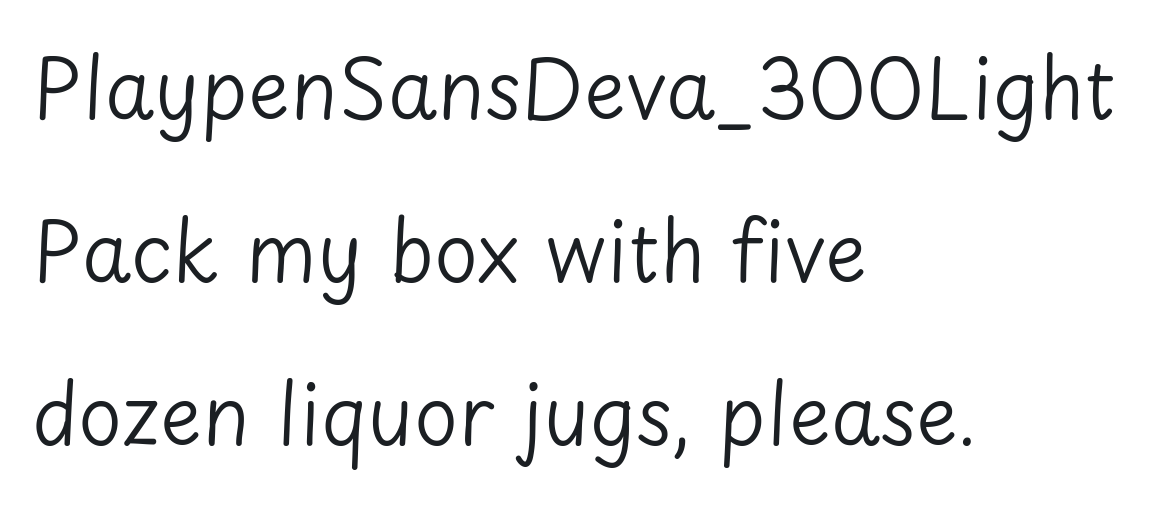 PlaypenSansDeva_300Light
Pack my box with five
dozen liquor jugs, please.